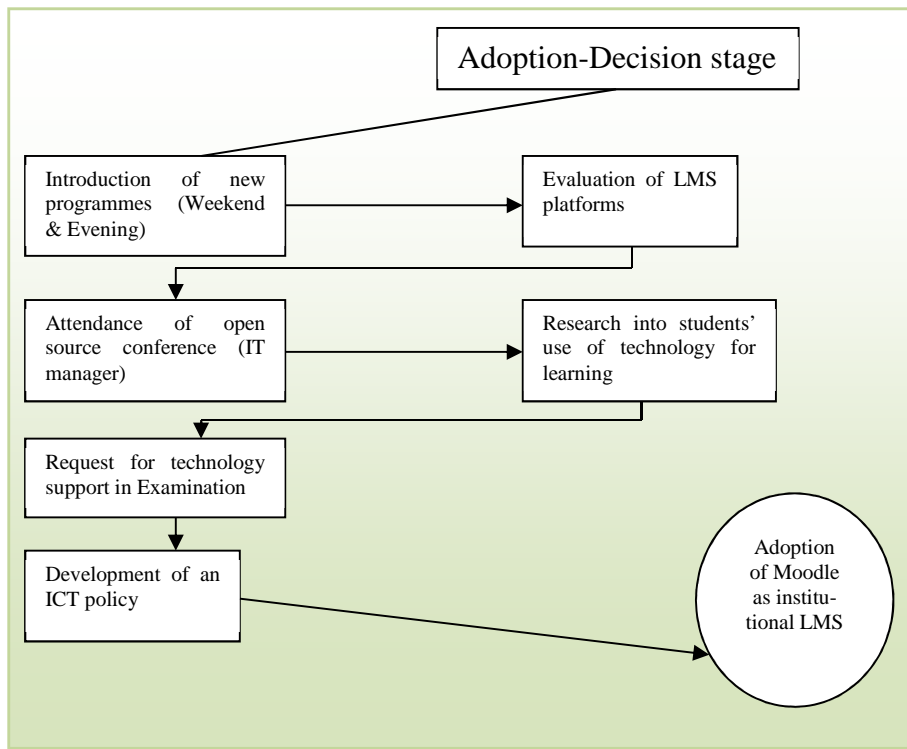 Adoption-Decision stage
Introduction of new
programmes (Weekend
& Evening)
Evaluation of LMS
platforms
Attendance of open
source conference (IT
manager)
Research into students’
use of technology for
learning
Request for technology
support in Examination
Development of an
ICT policy
Adoption
of Moodle
as institu-
tional LMS